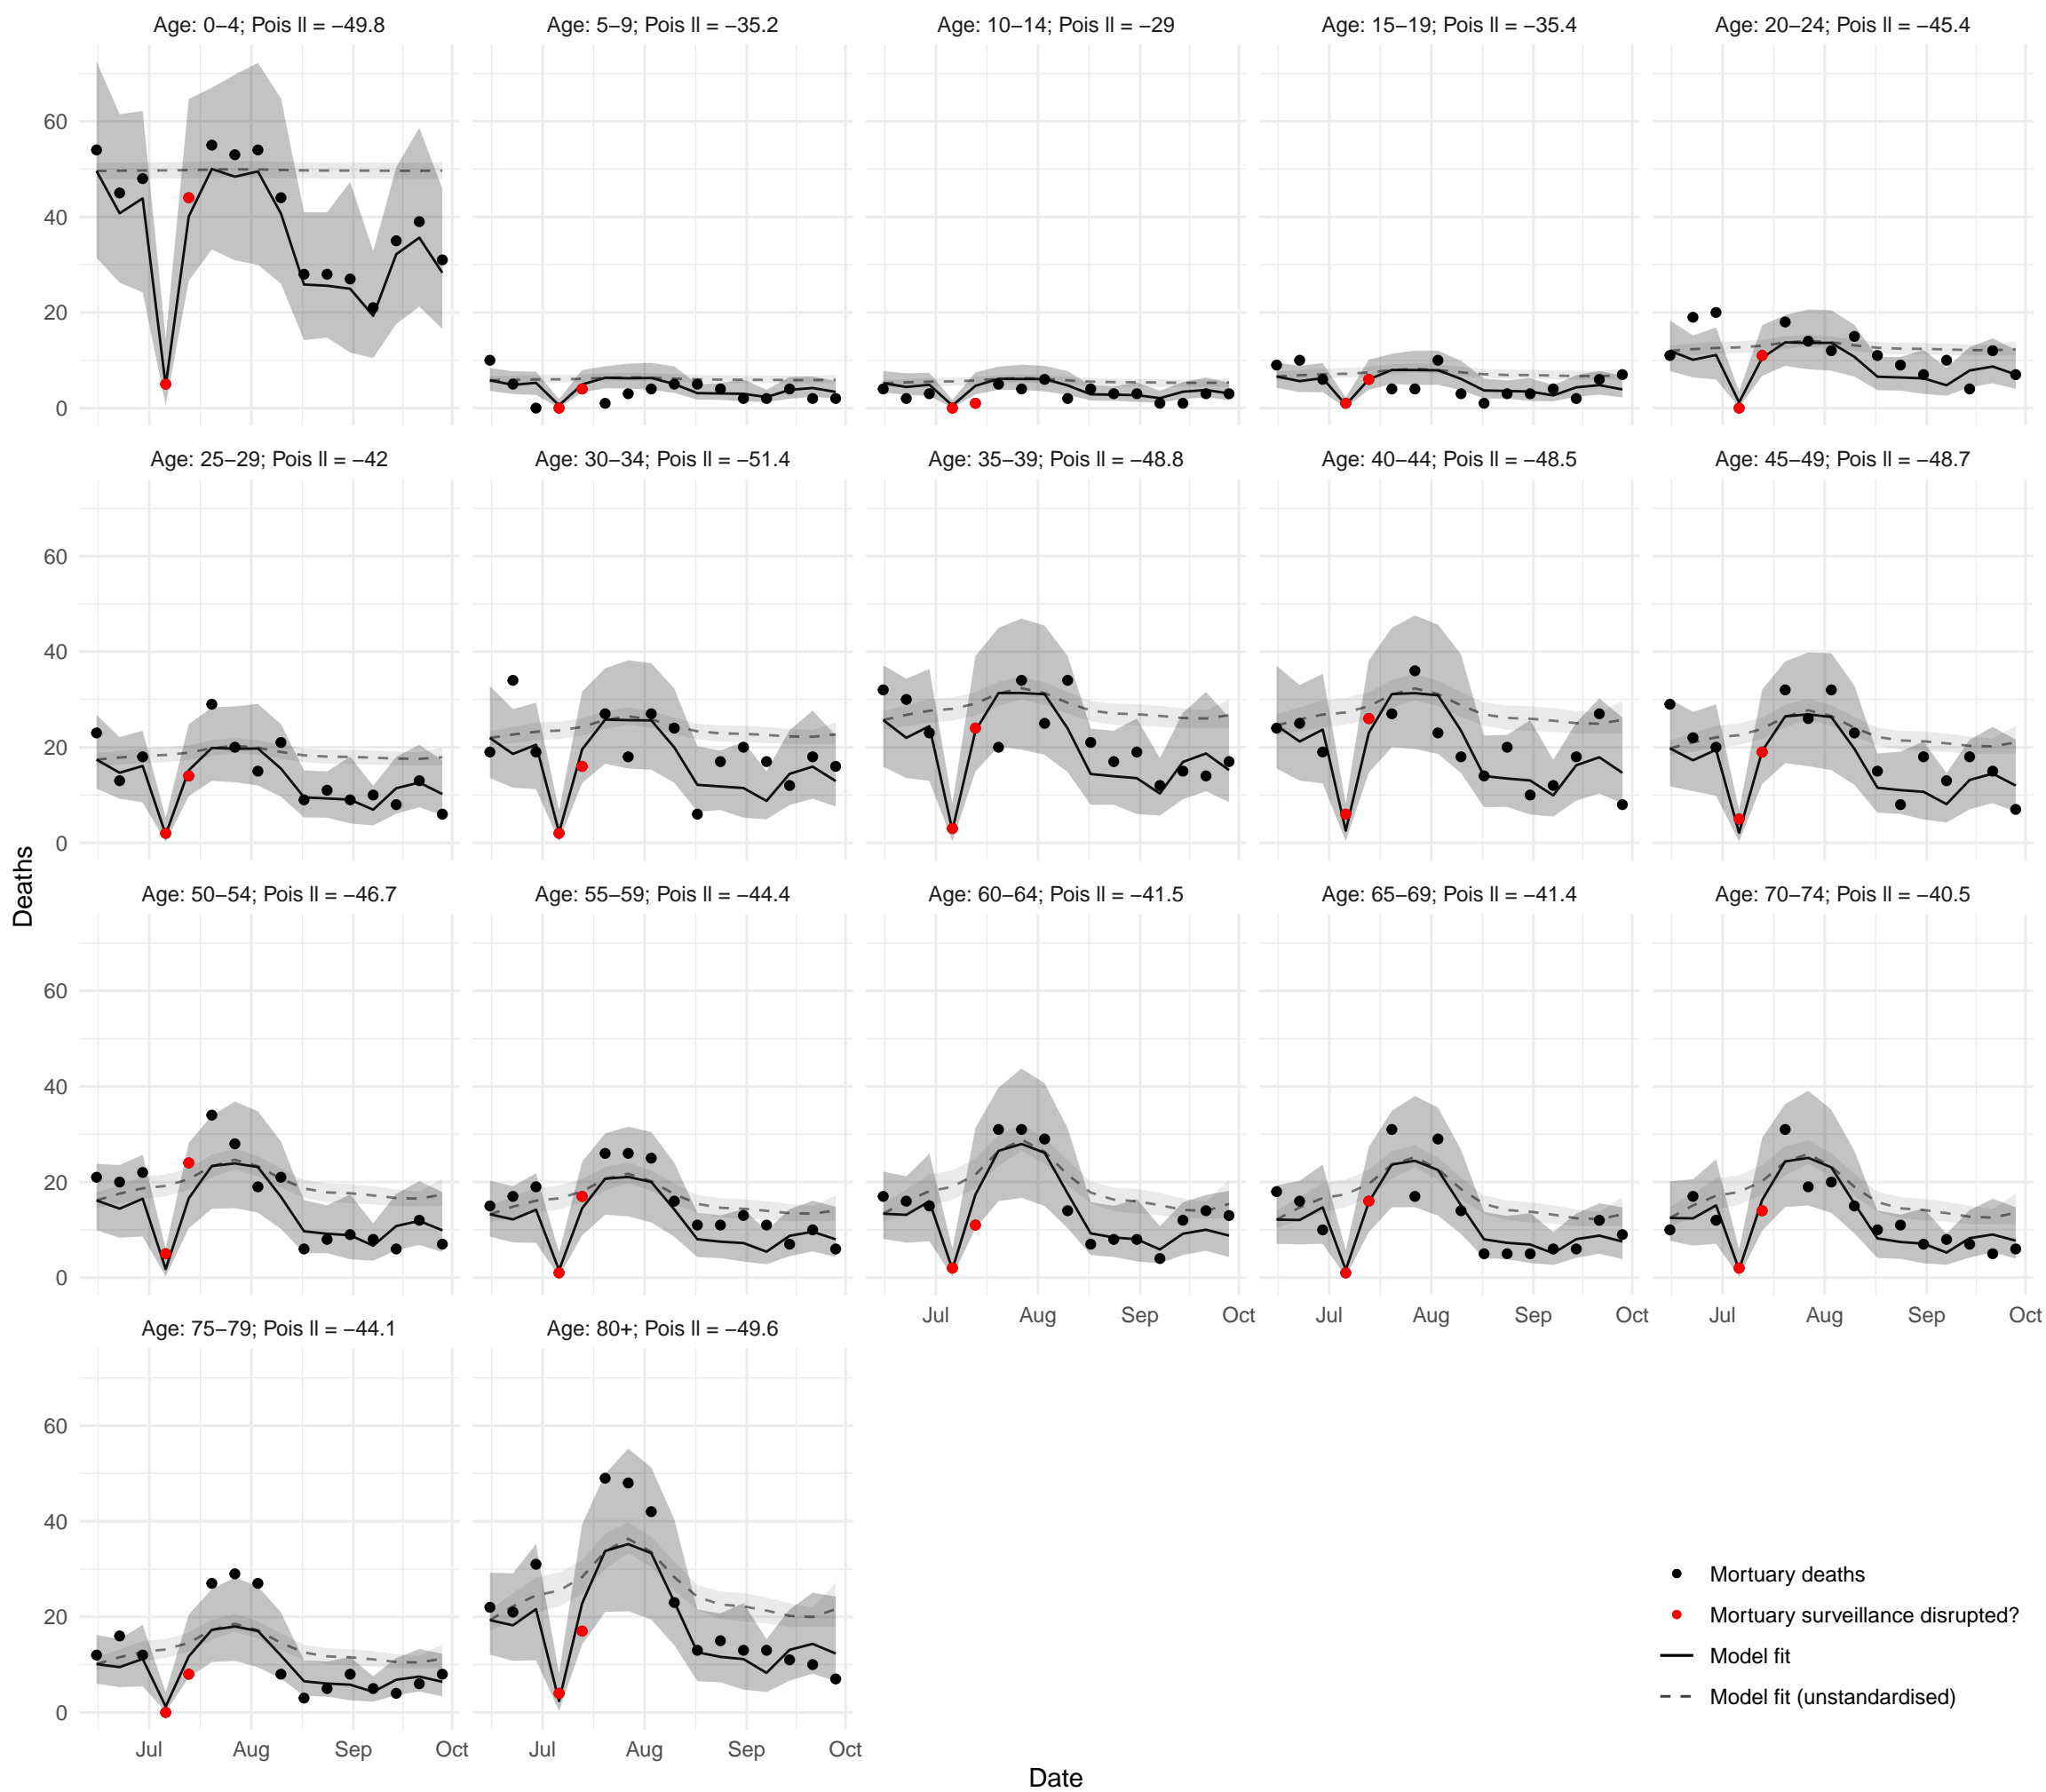 Age: 0−4; Pois ll = −49.8
Age: 5−9; Pois ll = −35.2
Age: 10−14; Pois ll = −29
Age: 15−19; Pois ll = −35.4
Age: 20−24; Pois ll = −45.4
60
40
20
0
Age: 25−29; Pois ll = −42
Age: 30−34; Pois ll = −51.4
Age: 35−39; Pois ll = −48.8
Age: 40−44; Pois ll = −48.5
Age: 45−49; Pois ll = −48.7
60
40
20
0
Deaths
Age: 50−54; Pois ll = −46.7
Age: 55−59; Pois ll = −44.4
Age: 60−64; Pois ll = −41.5
Age: 65−69; Pois ll = −41.4
Age: 70−74; Pois ll = −40.5
60
40
20
0
Jul Aug Sep Oct
Jul Aug Sep Oct
Jul Aug Sep Oct
Age: 75−79; Pois ll = −44.1
Age: 80+; Pois ll = −49.6
60
40
20
0
Jul Aug Sep Oct
Jul Aug Sep Oct
Mortuary deaths
Mortuary surveillance disrupted?
Model fit
Model fit (unstandardised)
Date